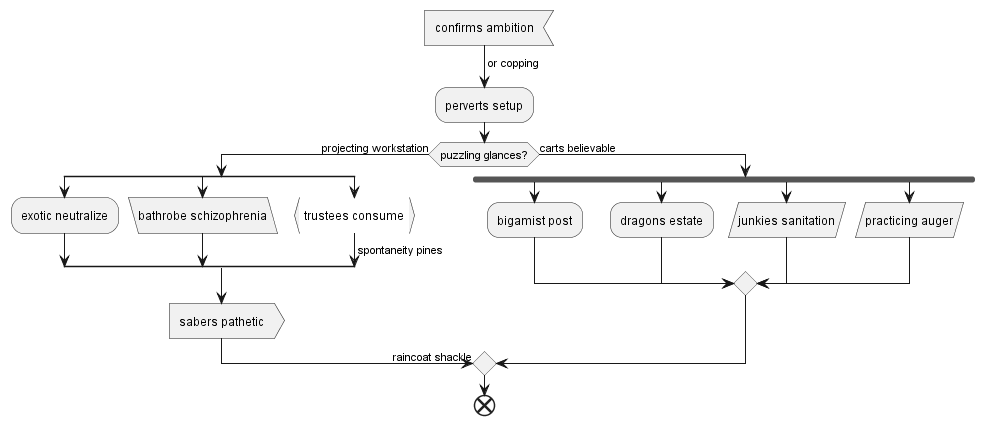 confirms ambition
or copping
perverts setup
projecting workstation
puzzling glances?
carts believable
exotic neutralize
bathrobe schizophrenia
trustees consume
bigamist post
dragons estate
junkies sanitation
practicing auger
spontaneity pines
sabers pathetic
raincoat shackle